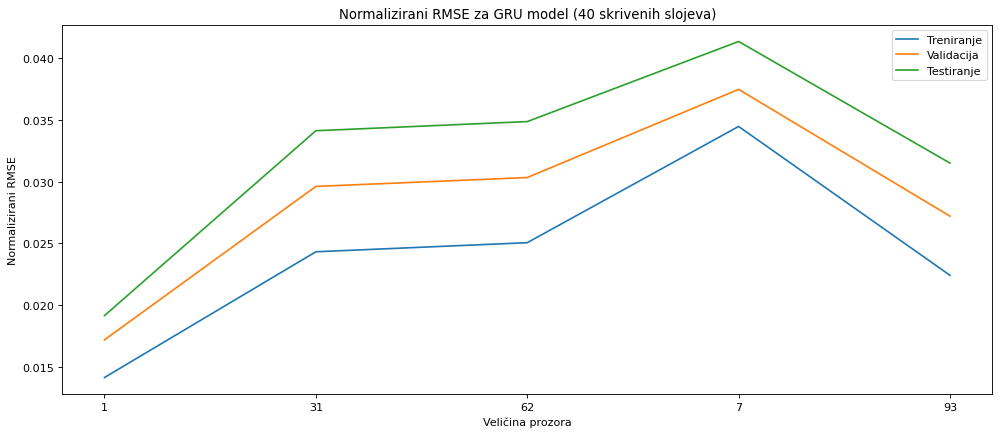 Normalizirani RMSE za GRU model (40 skrivenih slojeva)
Treniranje
Validacija
Testiranje
Normalizirani RMSE
0.040
0.035
0.030
0.025
0.020
0.015
1 31 62 7 93
Veličina prozora